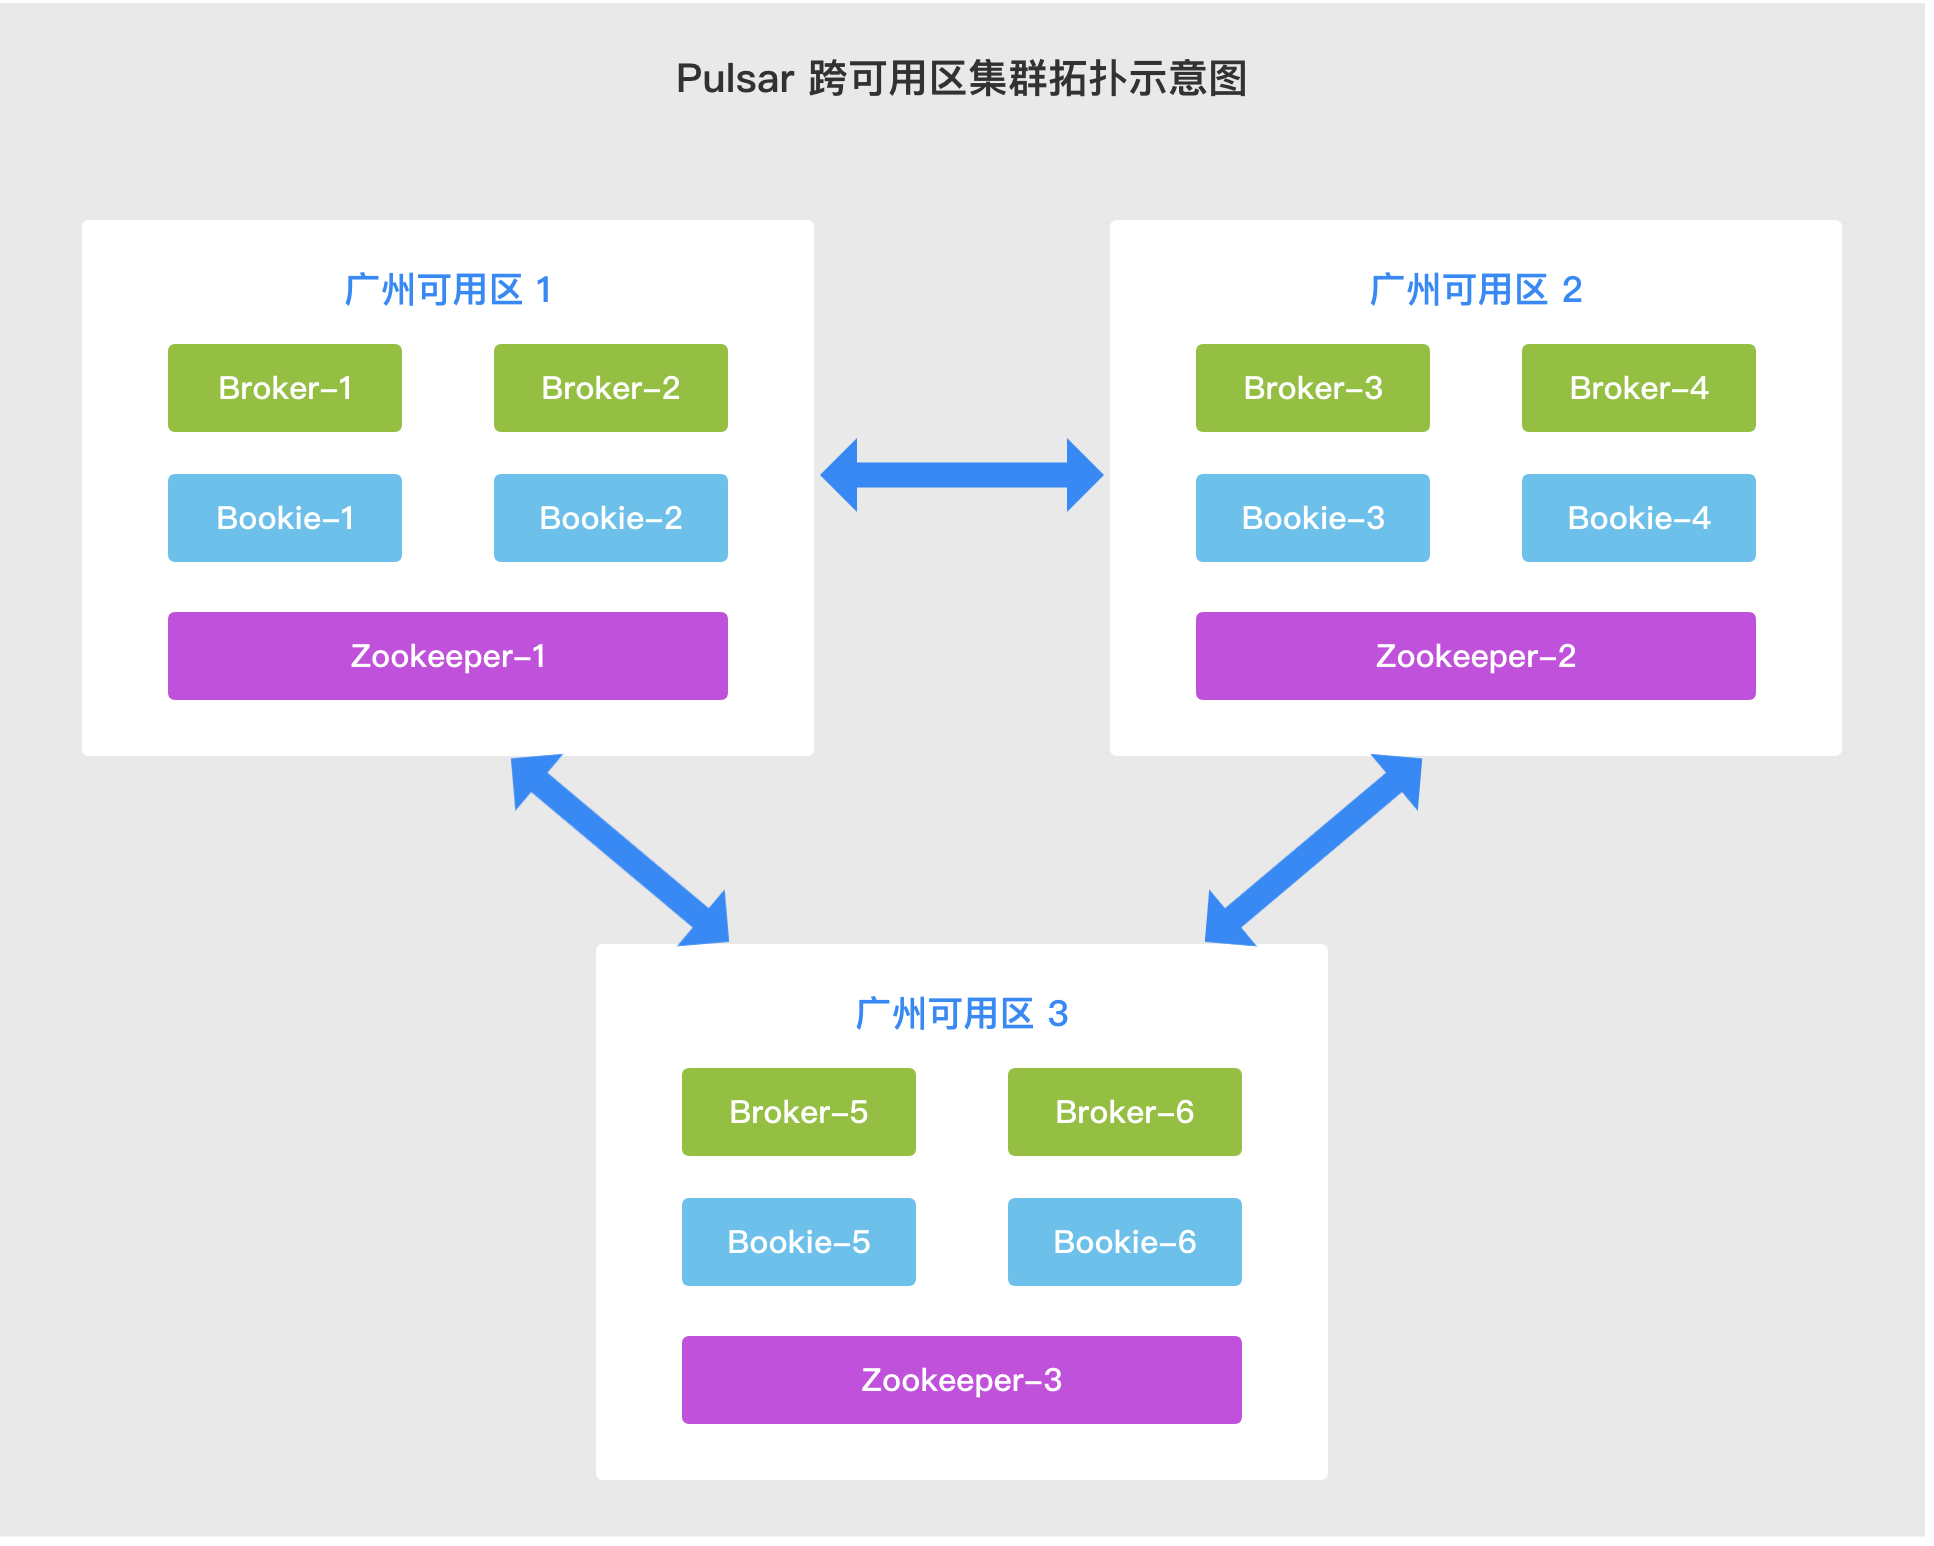 Pulsar 跨可用区集群拓扑示意图
广州可用区 1
Broker-1
Broker-2
Bookie-1
Bookie-2
Zookeeper-1
广州可用区 2
Broker-3
Broker-4
Bookie-3
Bookie-4
Zookeeper-2
广州可用区 3
Broker-5
Broker-6
Bookie-5
Bookie-6
Zookeeper-3